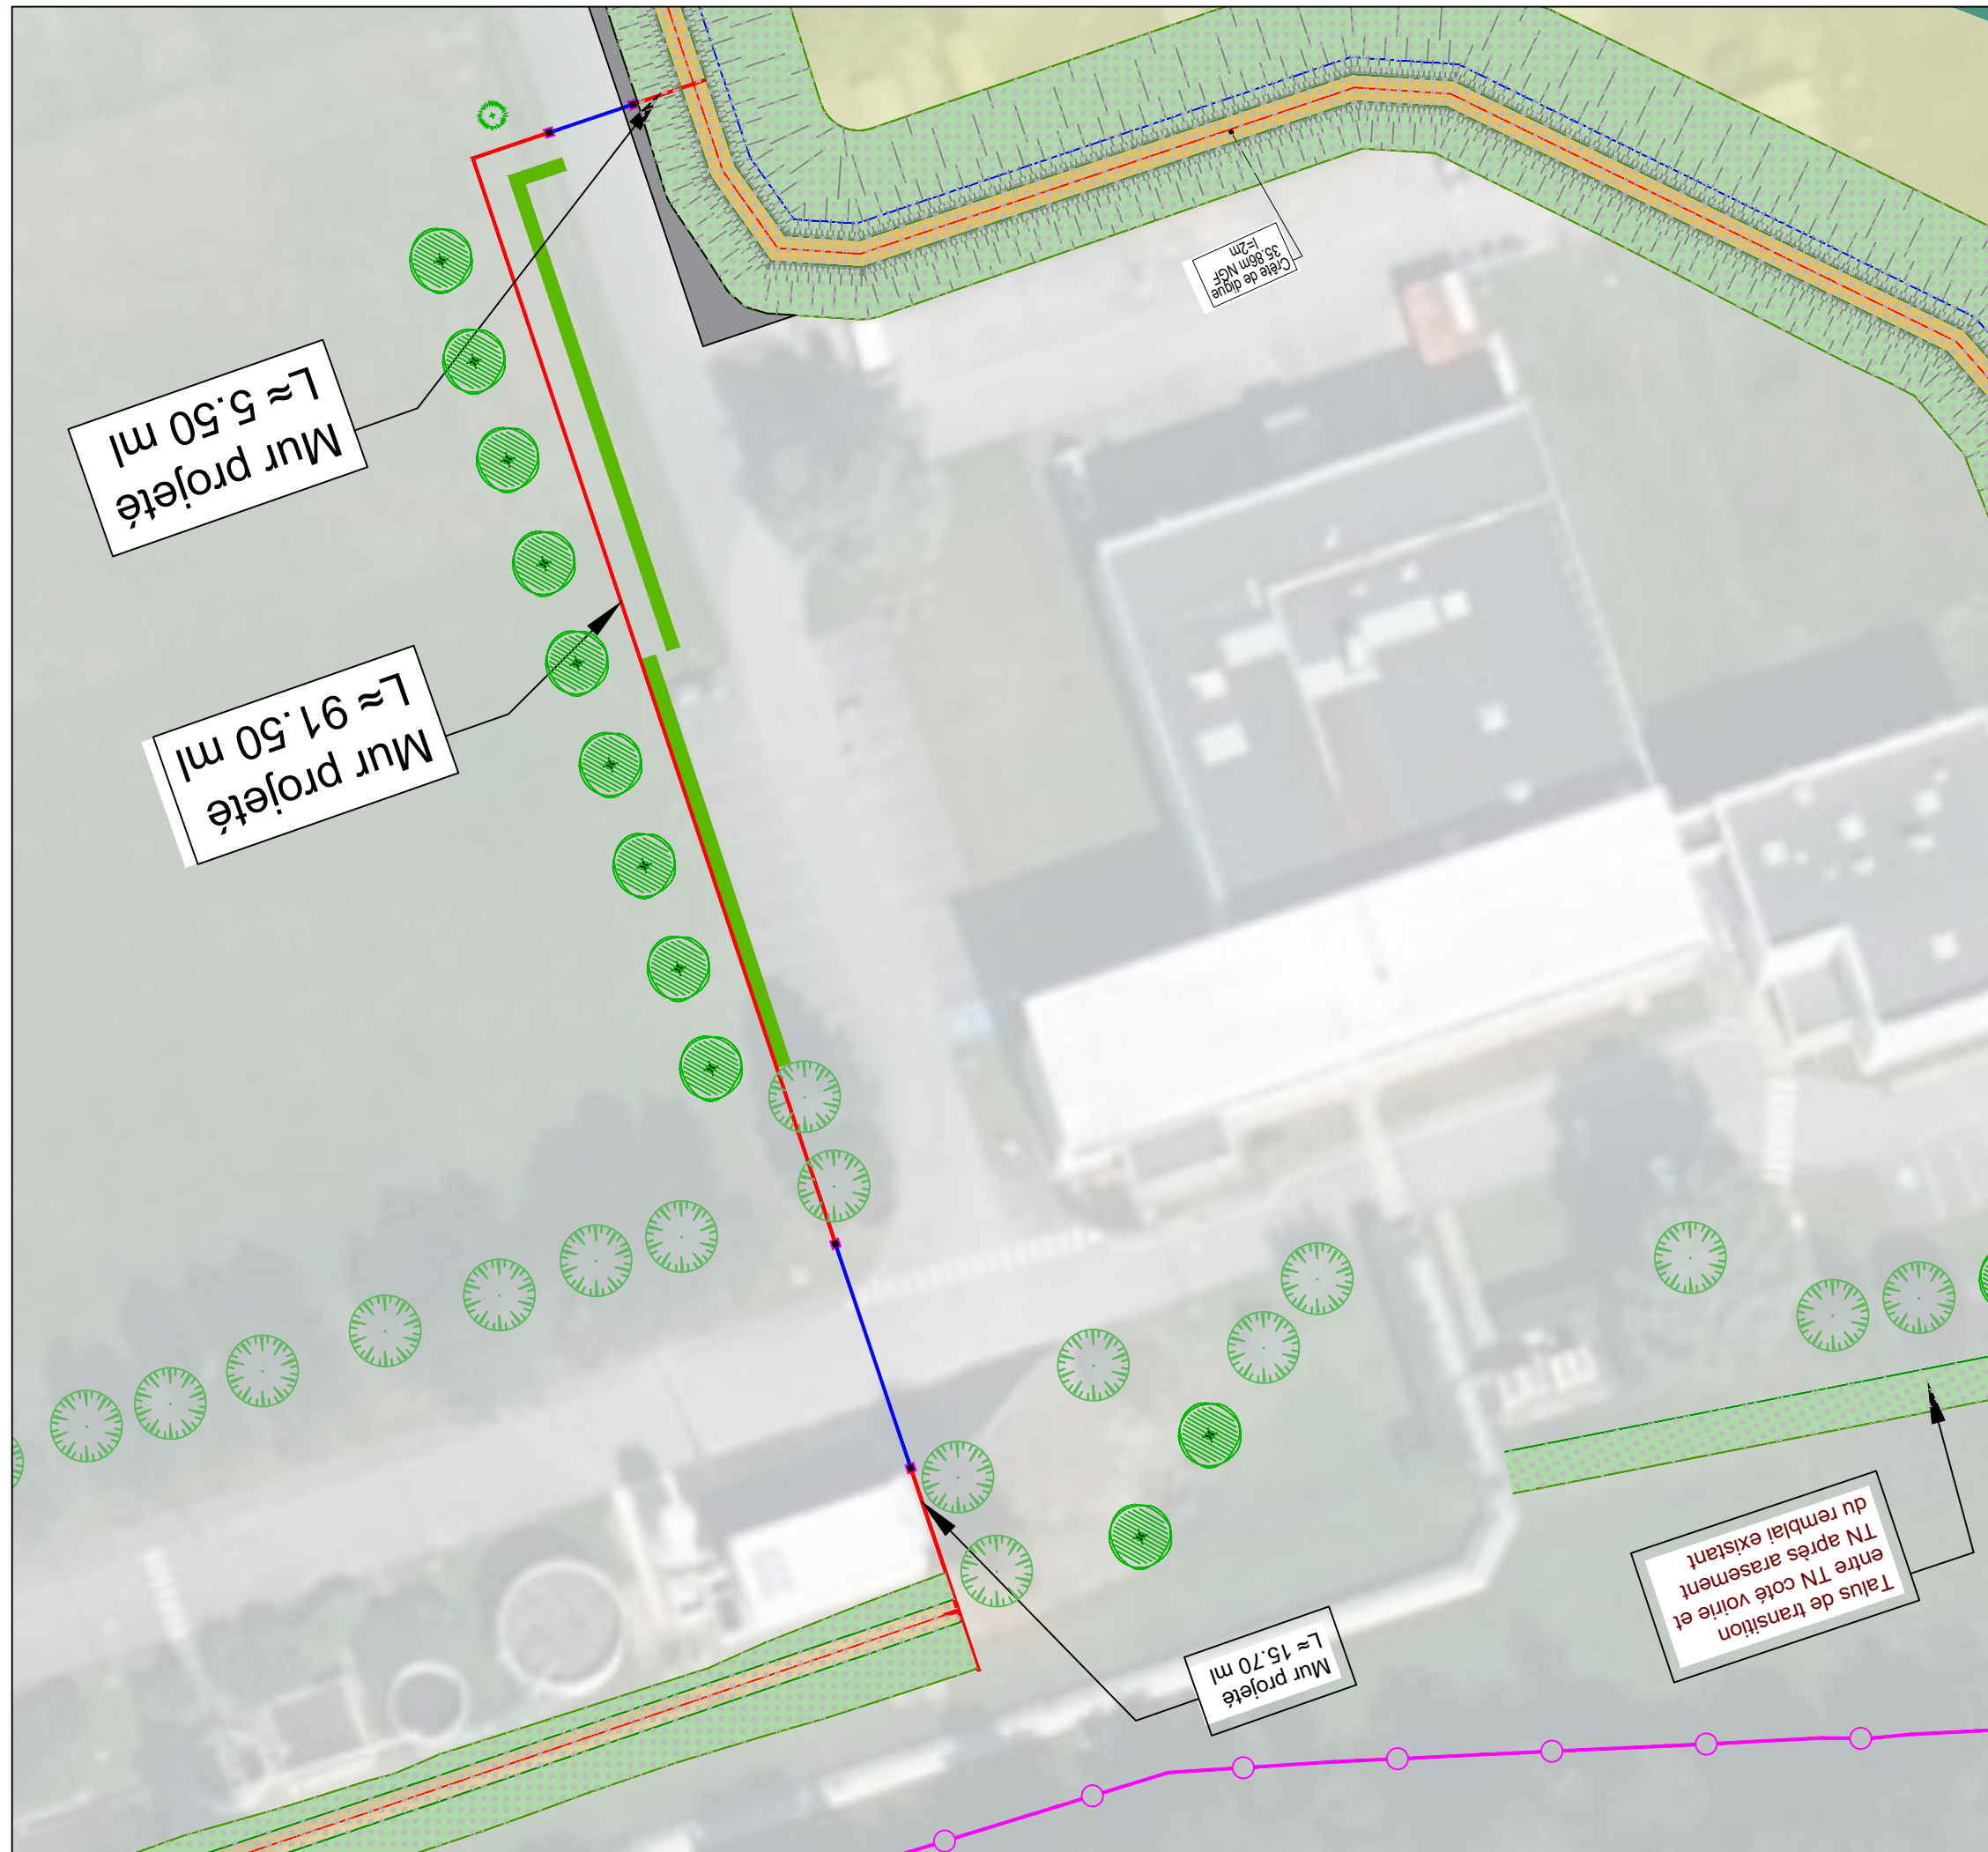 Crête de digue
35.86m NGF
l=2m
Mur projeté
L≈ 5.50 ml
Mur projeté
L≈ 91.50 ml
Mur projeté
L≈ 15.70 ml
Talus de transition
entre TN coté voirie et
TN après arasement
du remblai existant